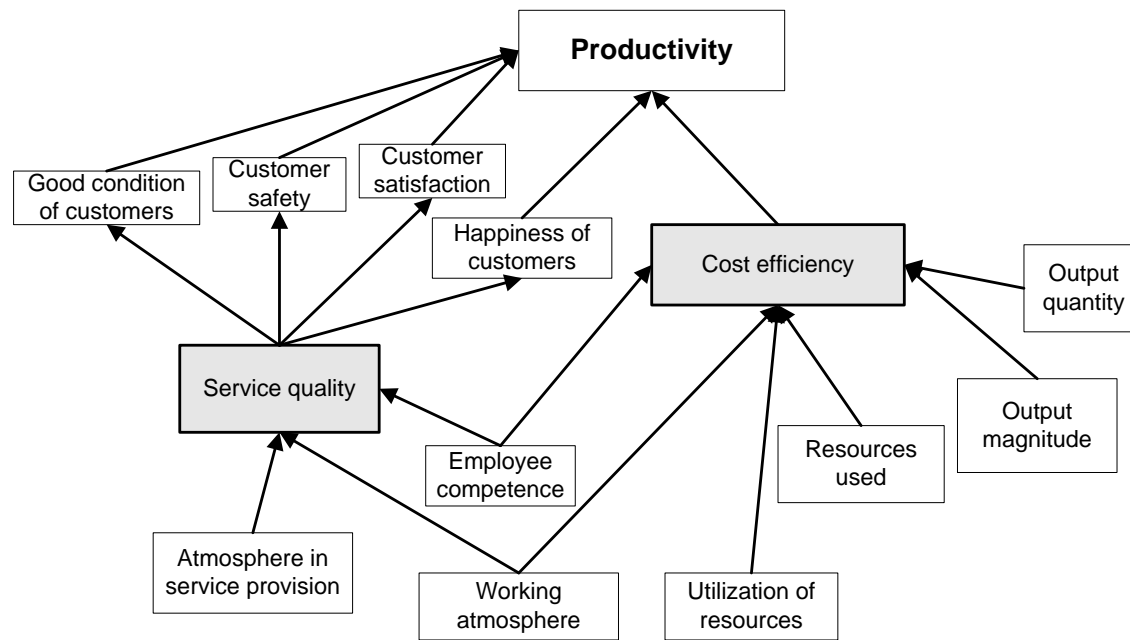 Productivity
Good condition
of customers
Customer
safety
Customer
satisfaction
Happiness of
customers
Cost efficiency
Output
quantity
Service quality
Output
magnitude
Employee
competence
Resources
used
Atmosphere in
service provision
Working
atmosphere
Utilization of
resources